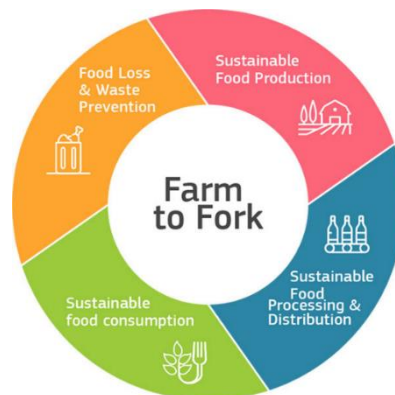 Farm
to Fork
Sustainable
Food Production
Sustainable
Food
Processing &
Distribution
Sustainable
food consumption
Food Loss
& Waste
Prevention